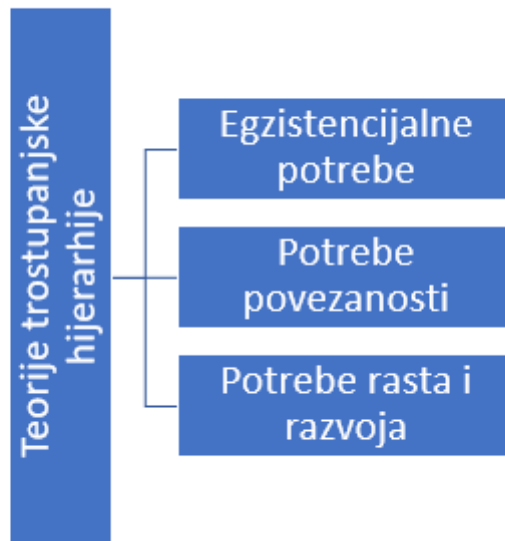 Teorije trostupanjske
hijerarhije
Egzistencijalne
potrebe
Potrebe
povezanosti
Potrebe rasta i
razvoja